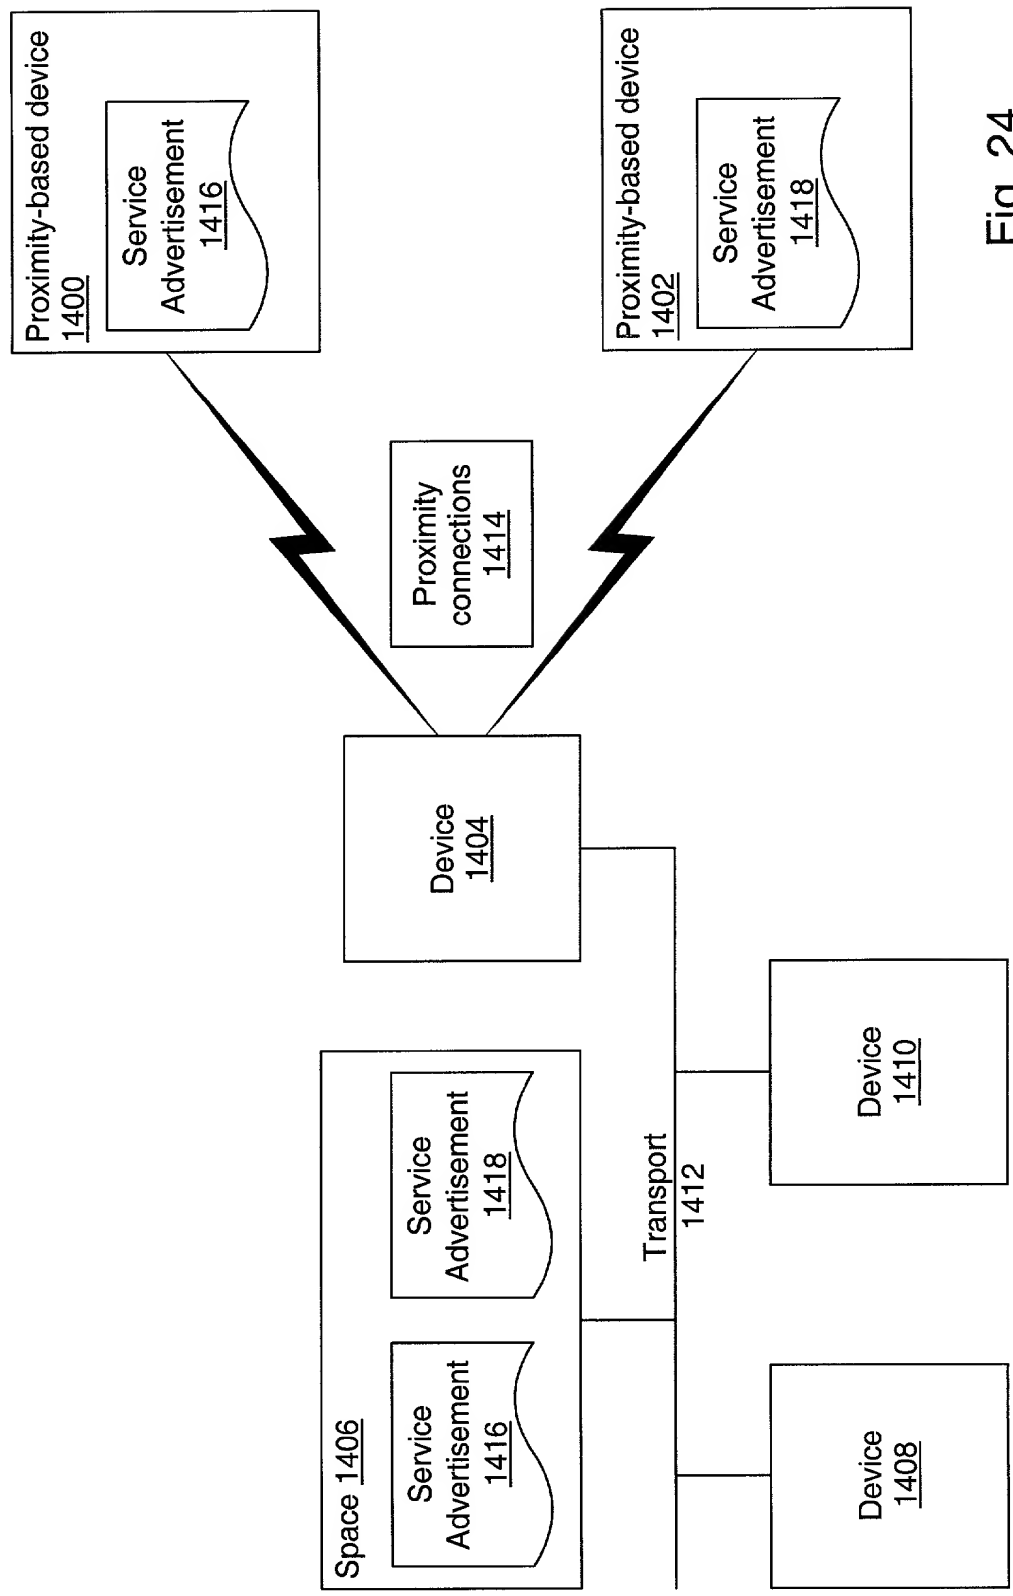 Proximity-based device
1400
Service
Advertisement
1416
Proximity-based device
1402
Service
Advertisement
1418
Proximity
connections
1414
Device
1404
Space 1406
Service
Advertisement
1416
Service
Advertisement
1418
Transport
1412
Device
1410
Device
1408
Fig. 24